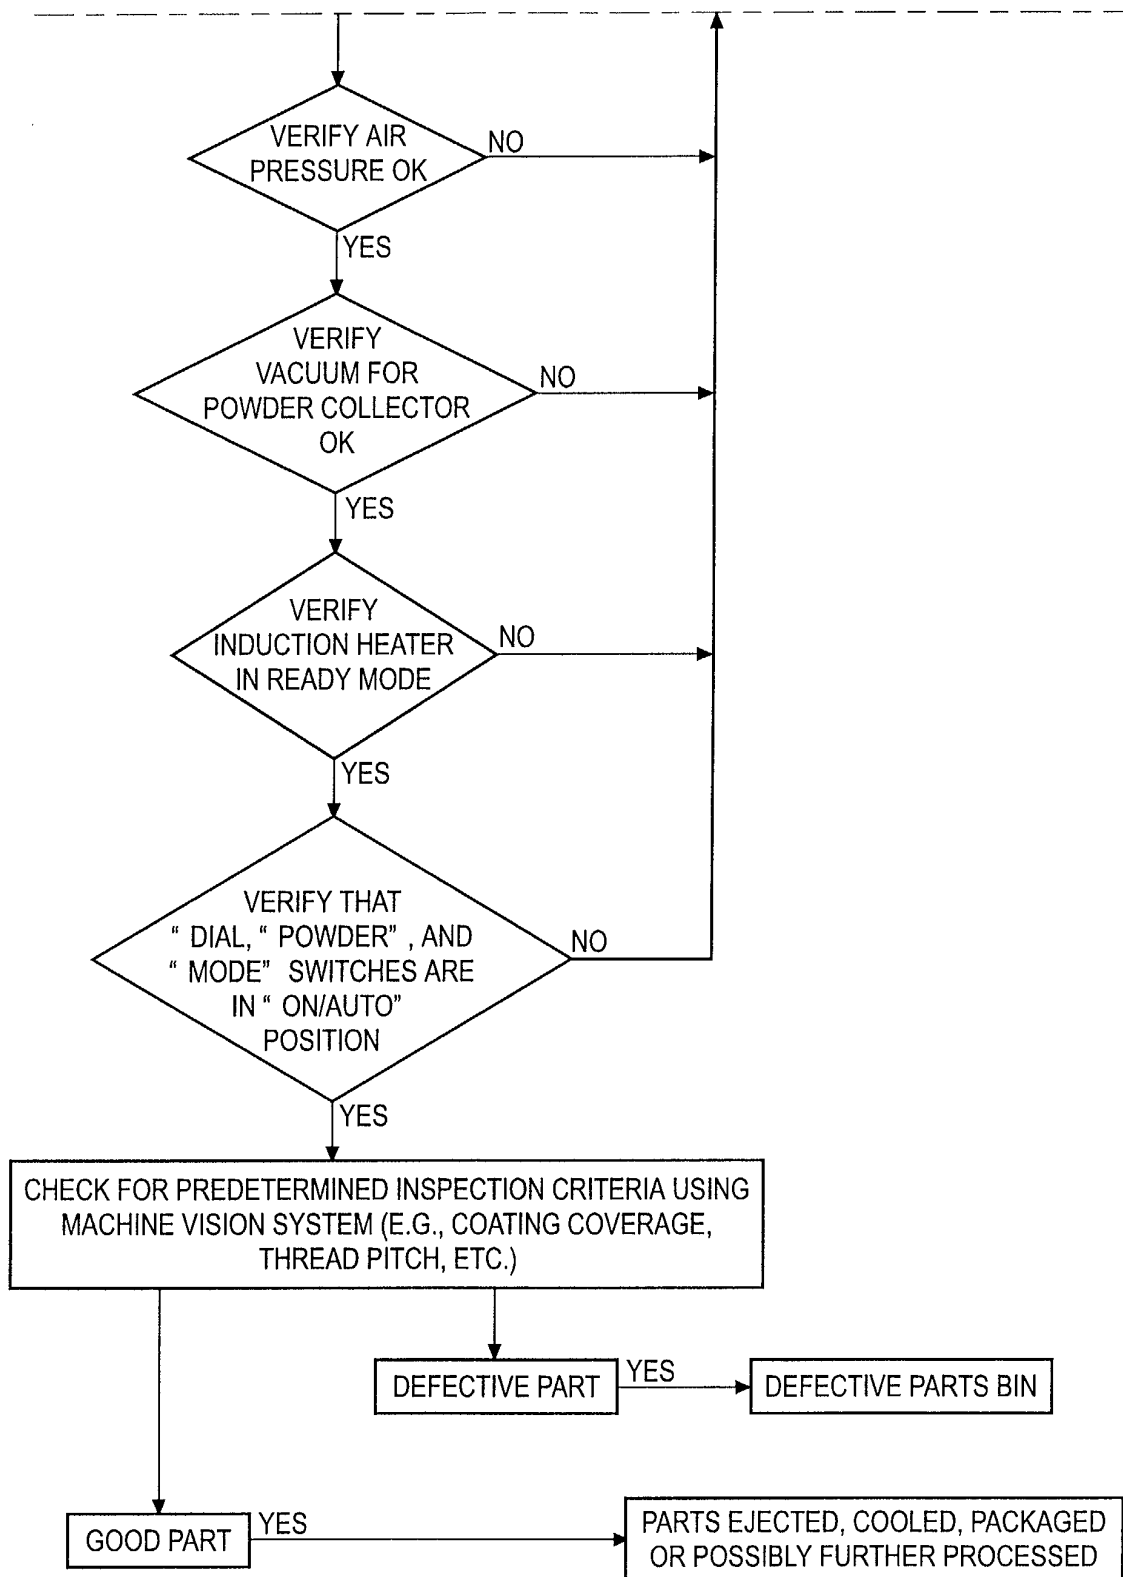 VERIFY AIR
PRESSURE OK
NO
YES
VERIFY
VACUUM FOR
POWDER COLLECTOR
OK
NO
YES
VERIFY
INDUCTION HEATER
IN READY MODE
NO
YES
VERIFY THAT
“ DIAL, “ POWDER” , AND
“ MODE” SWITCHES ARE
IN “ ON/AUTO”
POSITION
NO
YES
CHECK FOR PREDETERMINED INSPECTION CRITERIA USING
MACHINE VISION SYSTEM (E.G., COATING COVERAGE,
THREAD PITCH, ETC.)
DEFECTIVE PART
YES
DEFECTIVE PARTS BIN
GOOD PART
YES
PARTS EJECTED, COOLED, PACKAGED
OR POSSIBLY FURTHER PROCESSED